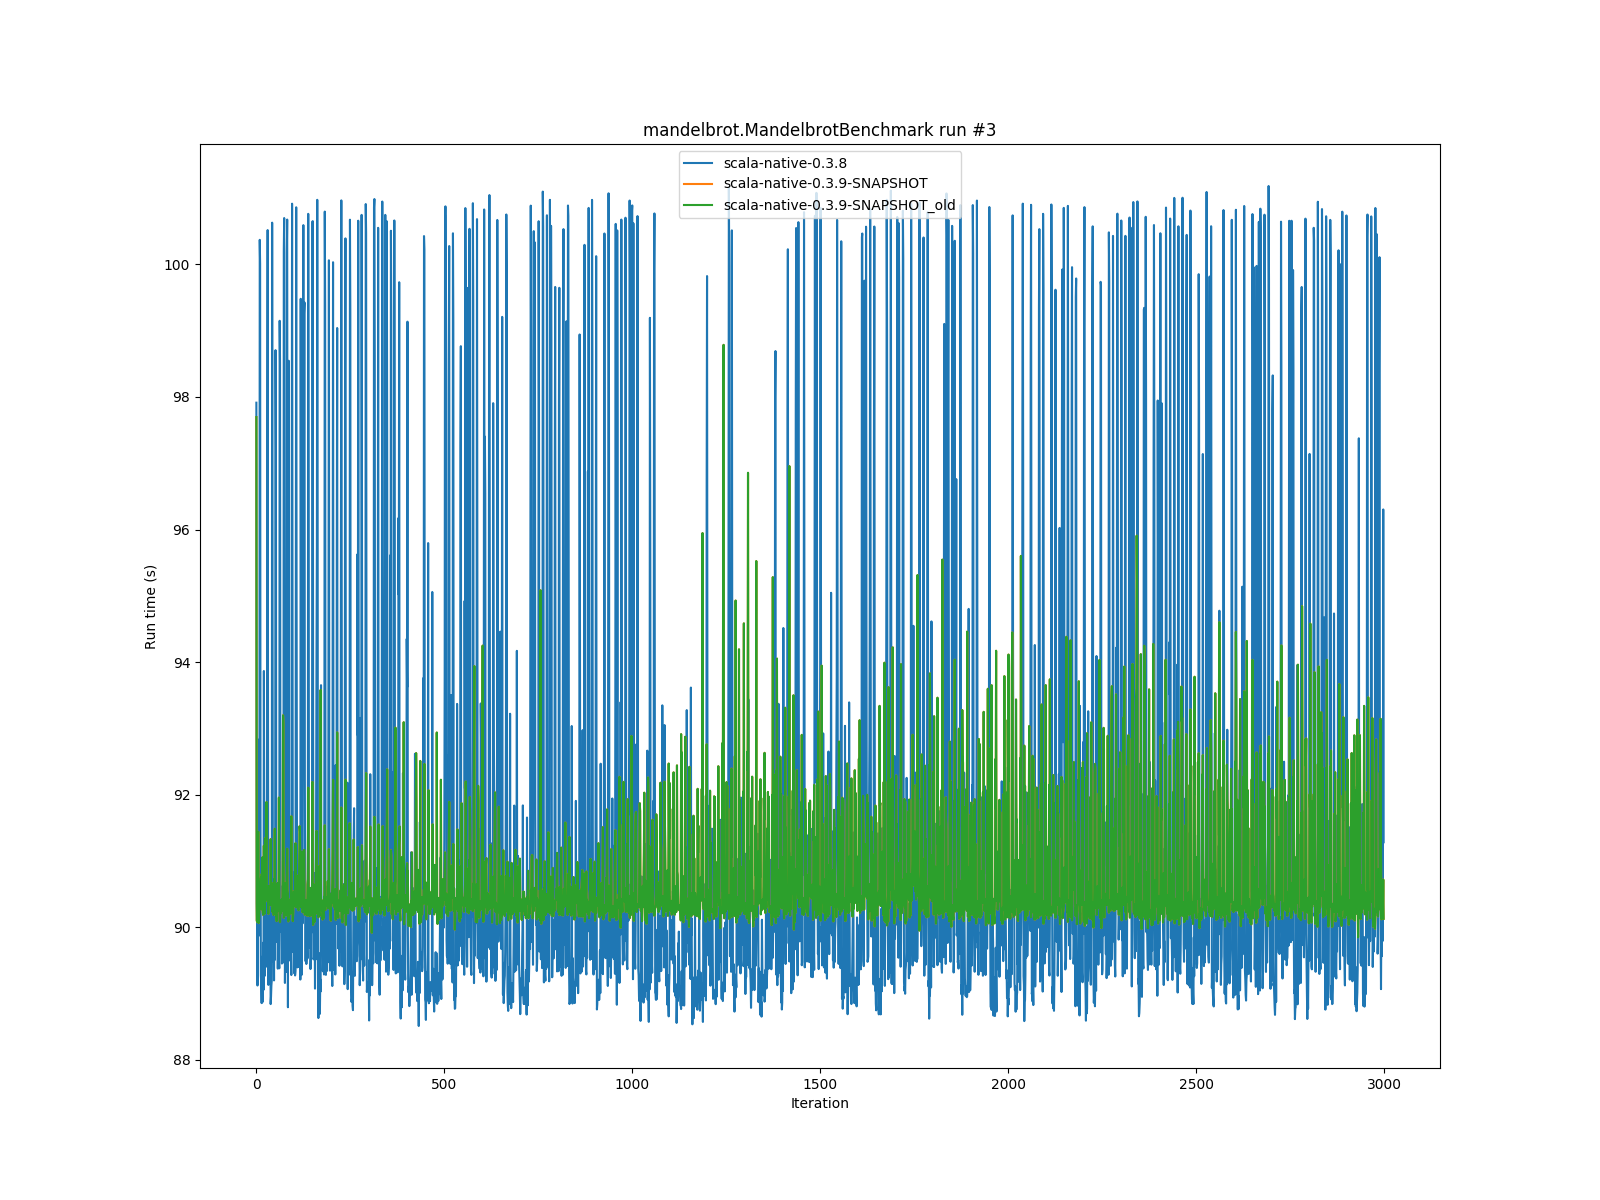 mandelbrot.MandelbrotBenchmark run #3
scala-native-0.3.8
scala-native-0.3.9-SNAPSHOT
scala-native-0.3.9-SNAPSHOT_old
100
98
96
94
92
90
88
Run time (s)
0 500 1000 1500 2000 2500 3000
Iteration